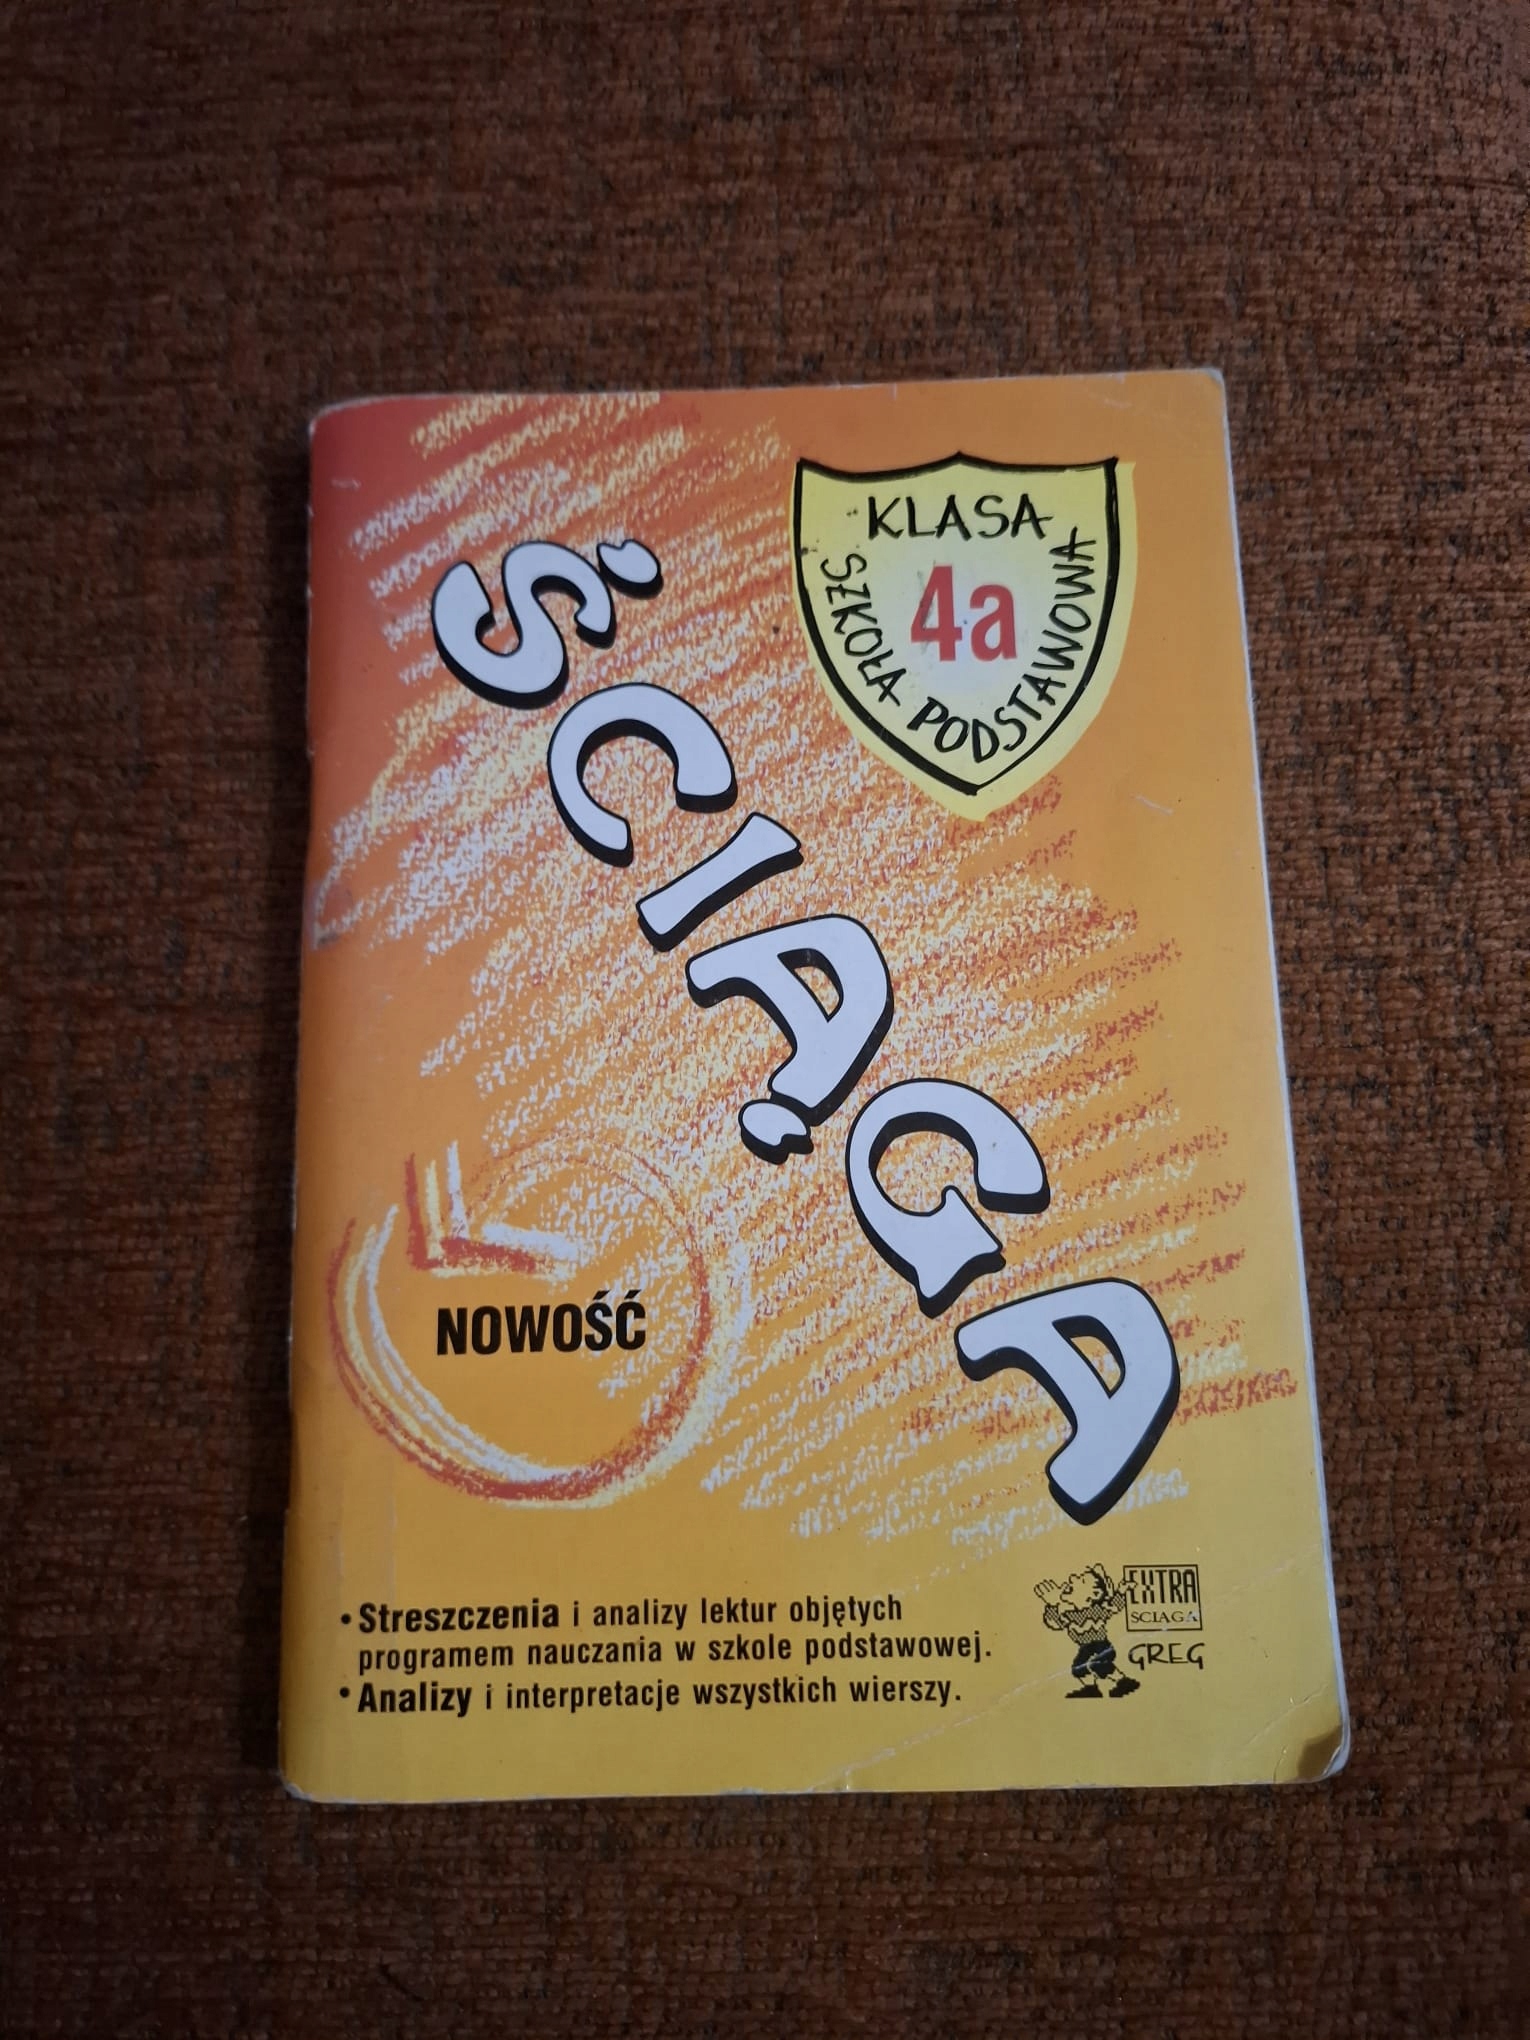 KLASA
4a
SZKOŁA PODSTAWOWA
ŚCIĄGA
NOWOŚĆ
• Streszczenia i analizy lektur objętych
programem nauczania w szkole podstawowej.
• Analizy i interpretacje wszystkich wierszy.
EXTRA
ŚCIĄGA
GREG